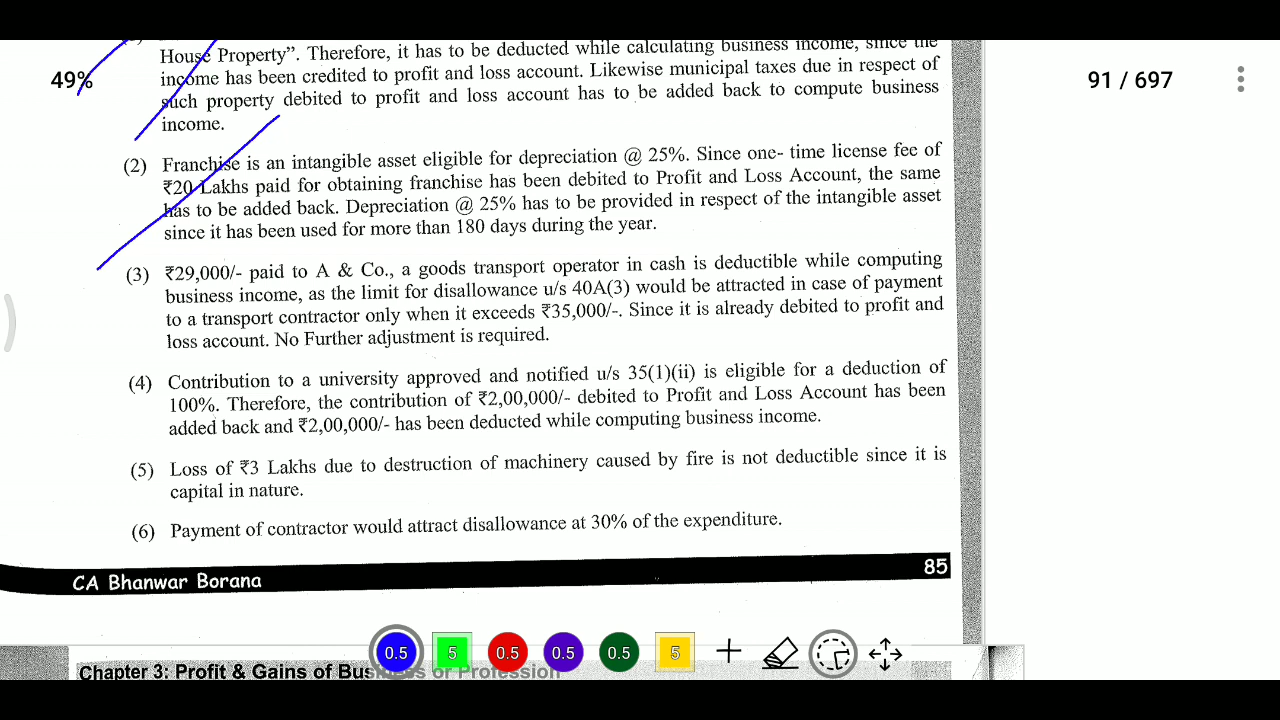 49%
91 / 697
House Property”. Therefore, it has to be deducted while calculating business income, since the
income has been credited to profit and loss account. Likewise municipal taxes due in respect of
such property debited to profit and loss account has to be added back to compute business
income.
(2) Franchise is an intangible asset eligible for depreciation @ 25%. Since one- time license fee of
₹20 Lakhs paid for obtaining franchise has been debited to Profit and Loss Account, the same
has to be added back. Depreciation @ 25% has to be provided in respect of the intangible asset
since it has been used for more than 180 days during the year.
(3) ₹29,000/- paid to A & Co., a goods transport operator in cash is deductible while computing
business income, as the limit for disallowance u/s 40A(3) would be attracted in case of payment
to a transport contractor only when it exceeds ₹35,000/-. Since it is already debited to profit and
loss account. No Further adjustment is required.
(4) Contribution to a university approved and notified u/s 35(1)(ii) is eligible for a deduction of
100%. Therefore, the contribution of ₹2,00,000/- debited to Profit and Loss Account has been
added back and ₹2,00,000/- has been deducted while computing business income.
(5) Loss of ₹3 Lakhs due to destruction of machinery caused by fire is not deductible since it is
capital in nature.
(6) Payment of contractor would attract disallowance at 30% of the expenditure.
CA Bhanwar Borana
85
0.5 5 0.5 0.5 0.5 5
Chapter 3: Profit & Gains of Business or Profession